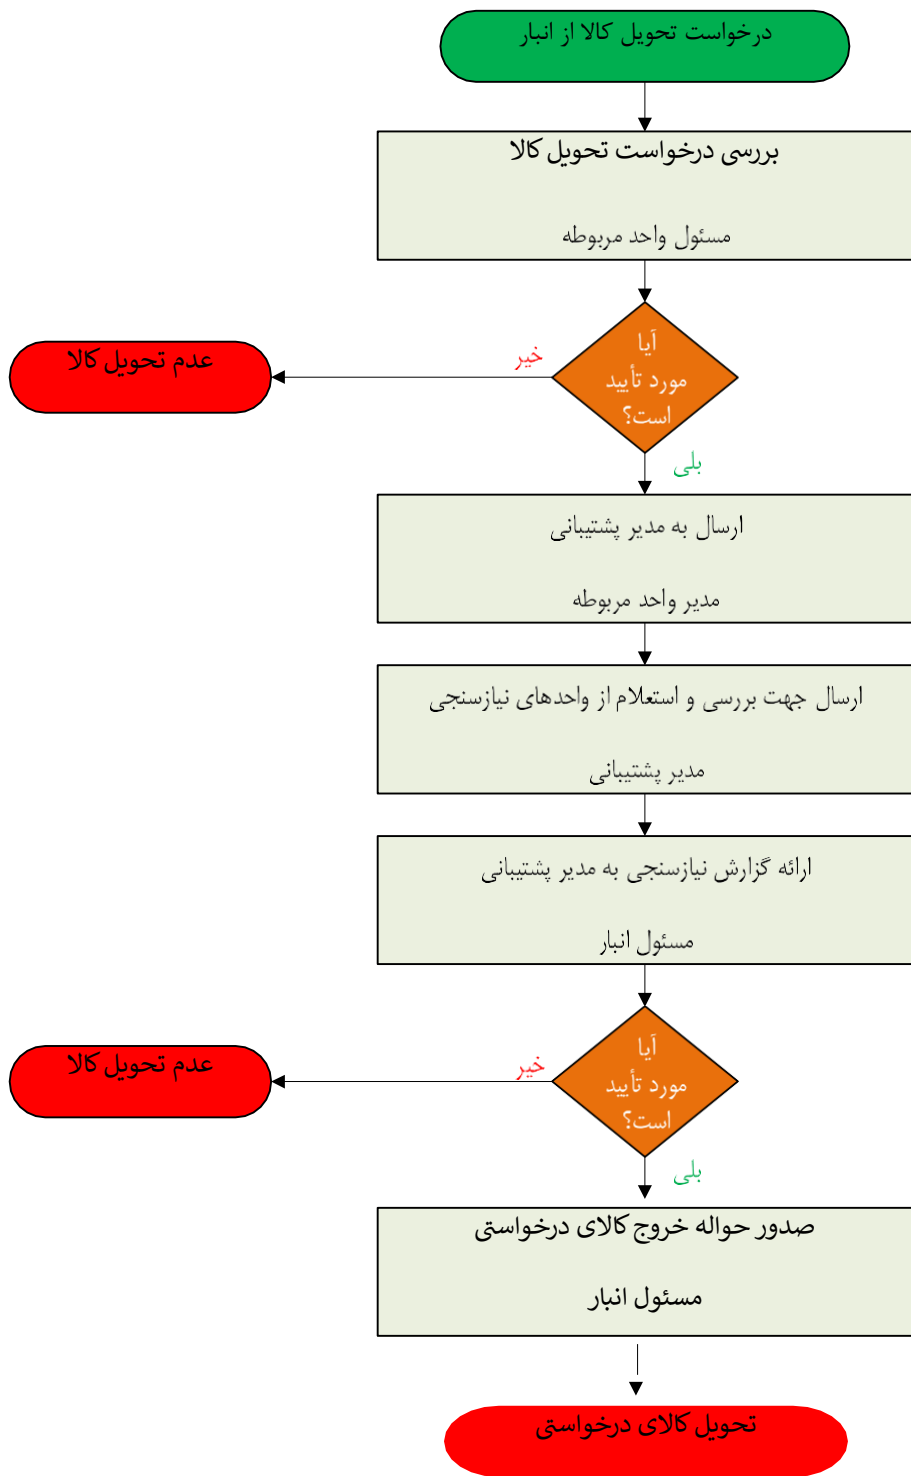 درخواست تحویل کالا از انبار
بررسی درخواست تحویل کالا
مسئول واحد مربوطه
آیا
مورد تأیید
است؟
خیر
عدم تحویل کالا
بلی
ارسال به مدیر پشتیبانی
مدیر واحد مربوطه
ارسال جهت بررسی و استعلام از واحدهای نیازسنجی
مدیر پشتیبانی
ارائه گزارش نیازسنجی به مدیر پشتیبانی
مسئول انبار
آیا
مورد تأیید
است؟
خیر
عدم تحویل کالا
بلی
صدور حواله خروج کالای درخواستی
مسئول انبار
تحویل کالای درخواستی